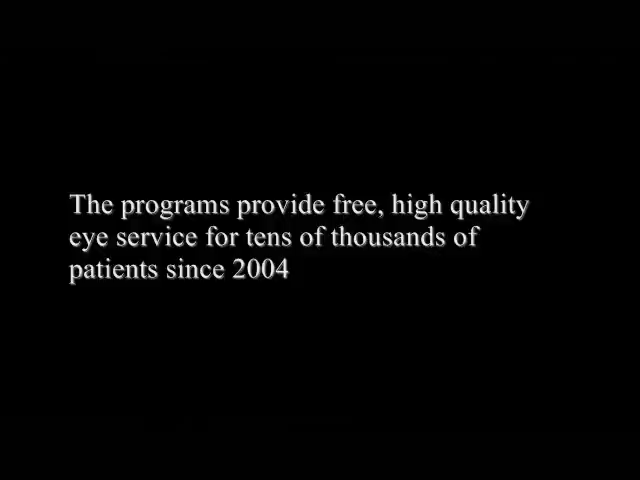 The programs provide free, high quality
eye service for tens of thousands of
patients since 2004